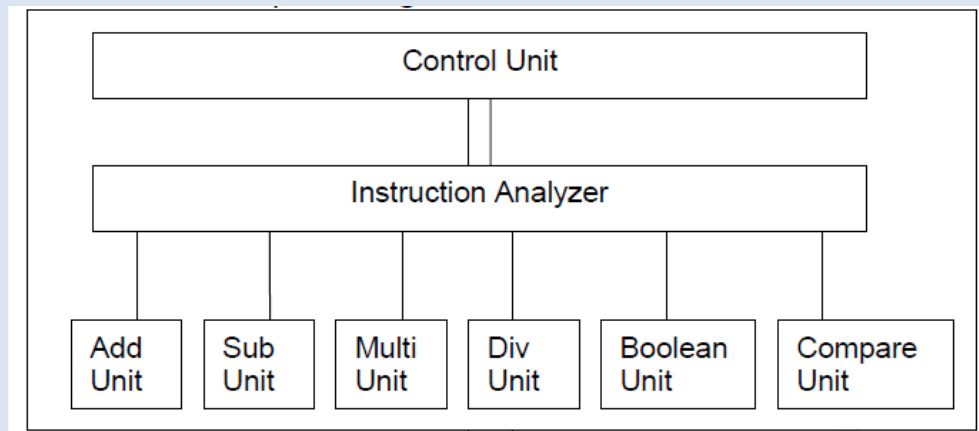 Control Unit
Instruction Analyzer
Add
Unit
Sub
Unit
Multi
Unit
Div
Unit
Boolean
Unit
Compare
Unit